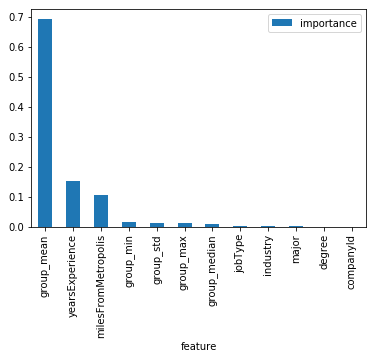 importance
0.7
0.6
0.5
0.4
0.3
0.2
0.1
0.0
group_mean
yearsExperience
milesFromMetropolis
group_min
group_std
group_max
group_median
jobType
industry
major
degree
companyId
feature